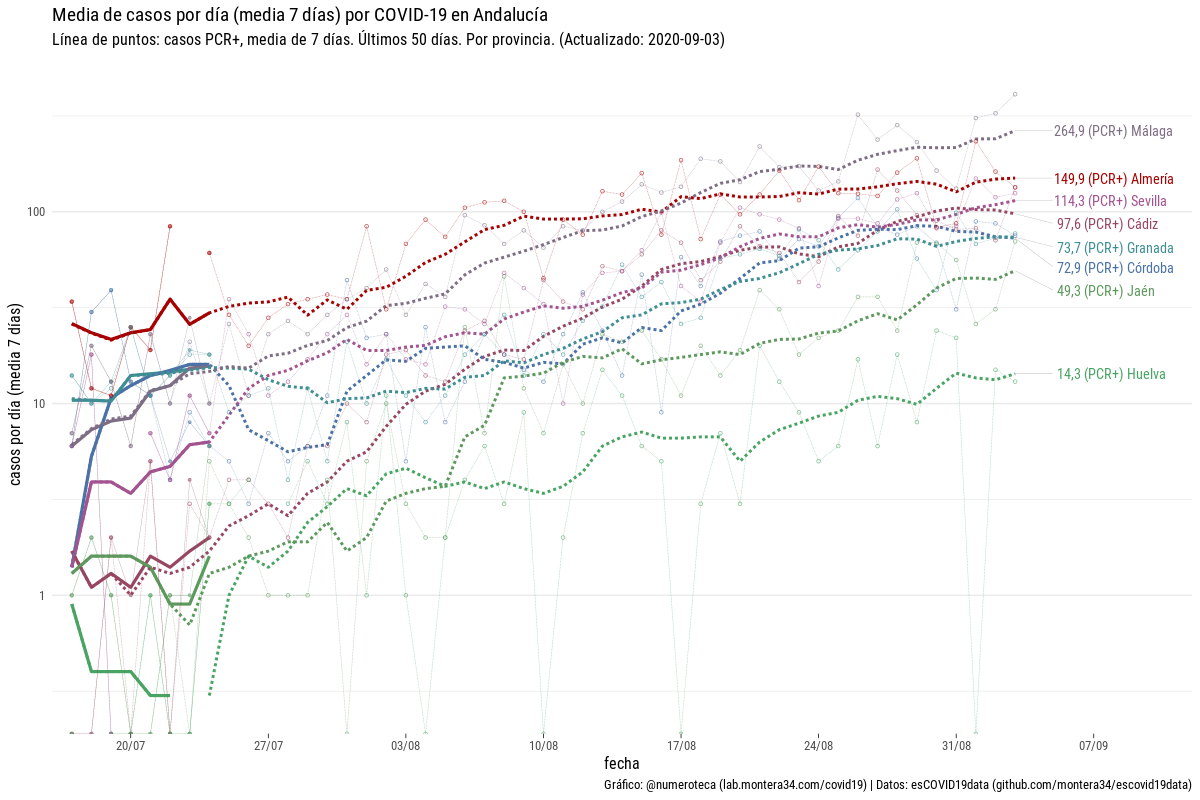 Media de casos por día (media 7 días) por COVID-19 en Andalucía
Línea de puntos: casos PCR+, media de 7 días. Últimos 50 días. Por provincia. (Actualizado: 2020-09-03)
casos por día (media 7 días)
100
10
1
264,9 (PCR+) Málaga
149,9 (PCR+) Almería
114,3 (PCR+) Sevilla
97,6 (PCR+) Cádiz
73,7 (PCR+) Granada
72,9 (PCR+) Córdoba
49,3 (PCR+) Jaén
14,3 (PCR+) Huelva
20/07 27/07 03/08 10/08 17/08 24/08 31/08 07/09
fecha
Gráfico: @numeroteca (lab.montera34.com/covid19) | Datos: esCOVID19data (github.com/montera34/escovid19data)